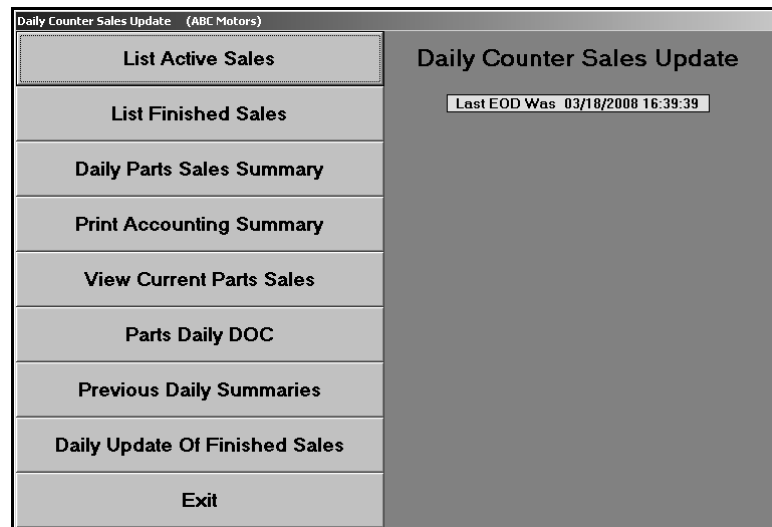 Daily Counter Sales Update (ABC Motors)
List Active Sales
List Finished Sales
Daily Parts Sales Summary
Print Accounting Summary
View Current Parts Sales
Parts Daily DOC
Previous Daily Summaries
Daily Update Of Finished Sales
Exit
Daily Counter Sales Update
Last EOD Was 03/18/2008 16:39:39